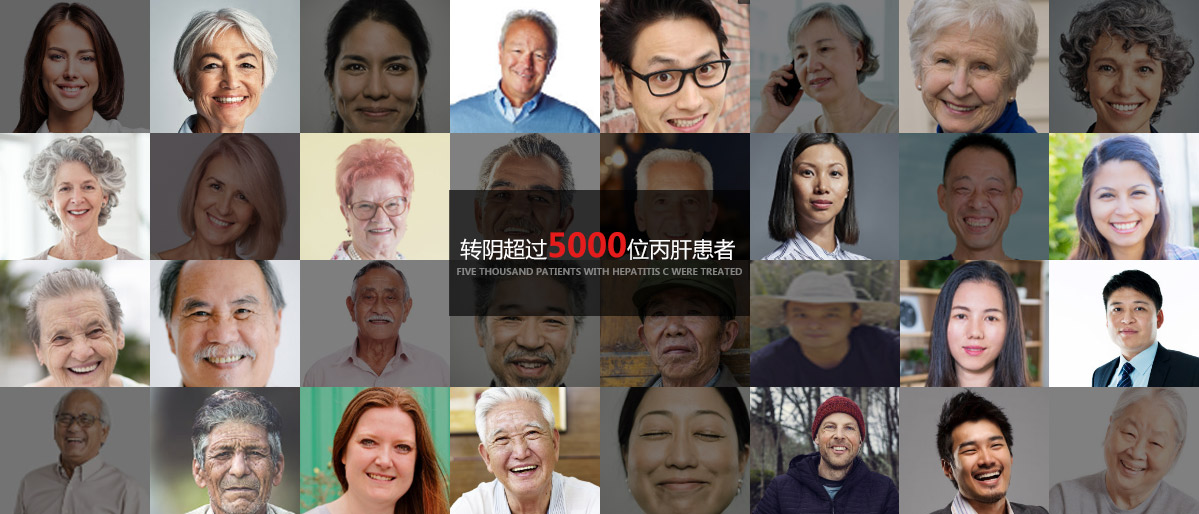 转阴超过5000位丙肝患者
FIVE THOUSAND PATIENTS WITH HEPATITIS C WERE TREATED